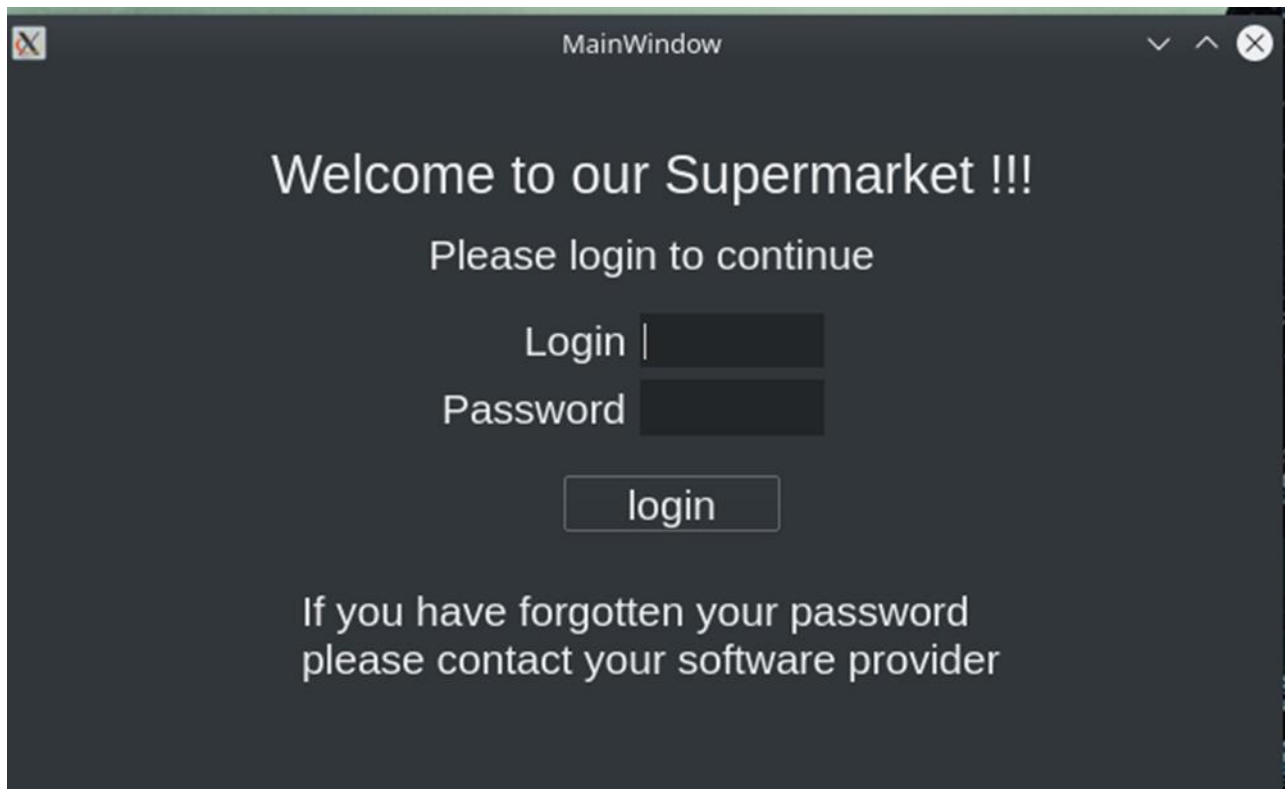 MainWindow
Welcome to our Supermarket !!!
Please login to continue
Login
Password
login
If you have forgotten your password
please contact your software provider